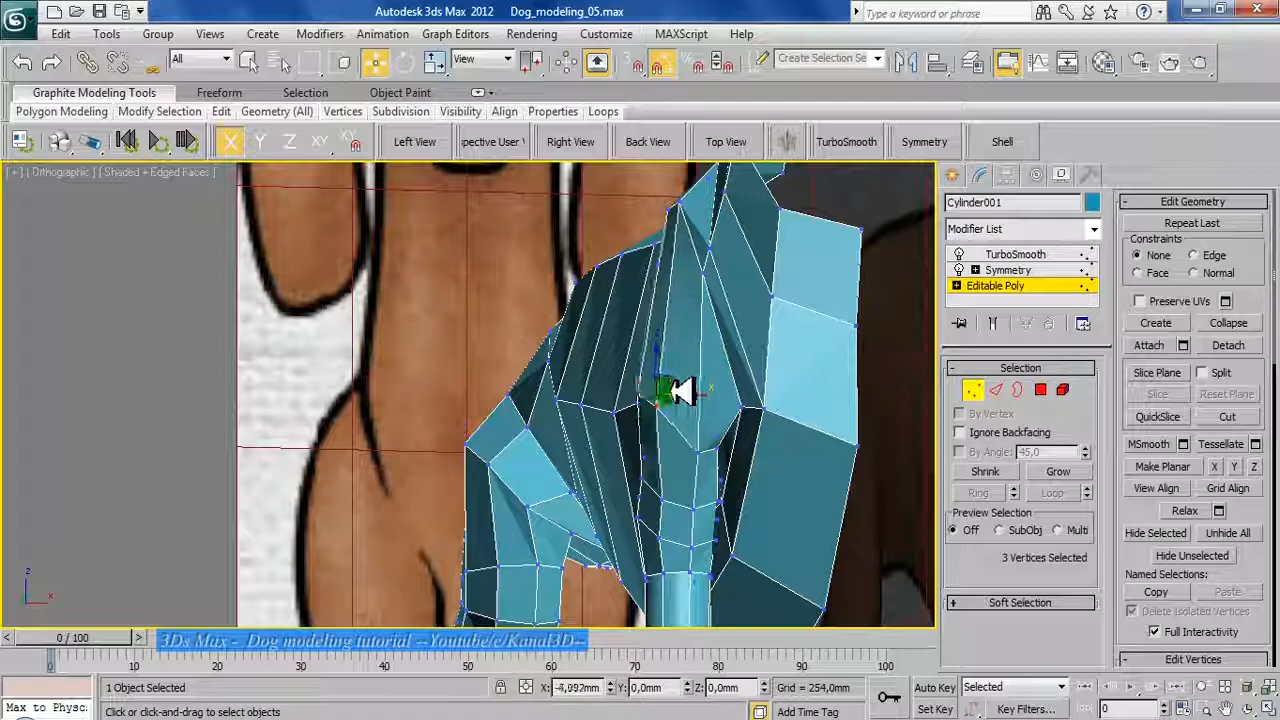 Autodesk 3ds Max 2012 Dog_modeling_05.max
Type a keyword or phrase
Edit Tools Group Views Create Modifiers Animation Graph Editors Rendering Customize MAXScript Help
All View Create Selection Se
Graphite Modeling Tools Freeform Selection Object Paint
Polygon Modeling Modify Selection Edit Geometry (All) Vertices Subdivision Visibility Align Properties Loops
X Y Z XY XY Left View spective User Right View Back View Top View TurboSmooth Symmetry Shell
[ + ] [ Orthographic ] [ Shaded + Edged Faces ]
Cylinder001
Modifier List
TurboSmooth
Symmetry
Editable Poly
Selection
By Vertex
Ignore Backfacing
By Angle: 45,0
Shrink Grow
Ring Loop
Preview Selection
Off SubObj Multi
3 Vertices Selected
Soft Selection
Edit Geometry
Repeat Last
Constraints
None Edge
Face Normal
Preserve UVs
Create Collapse
Attach Detach
Slice Plane Split
Slice Reset Plane
QuickSlice Cut
MSmooth Tessellate
Make Planar X Y Z
View Align Grid Align
Relax
Hide Selected Unhide All
Hide Unselected
Named Selections:
Copy Paste
Delete Isolated Vertices
Full Interactivity
Edit Vertices
z
x
x
0 / 100
3Ds Max - Dog modeling tutorial --Youtube/c/Kanal3D--
0 10 20 30 40 50 60 70 80 90 100
1 Object Selected X: -4,092mm Y: 0,0mm Z: 0,0mm Grid = 254,0mm Auto Key Selected
Max to Physc Click or click-and-drag to select objects Add Time Tag Set Key Key Filters... 0